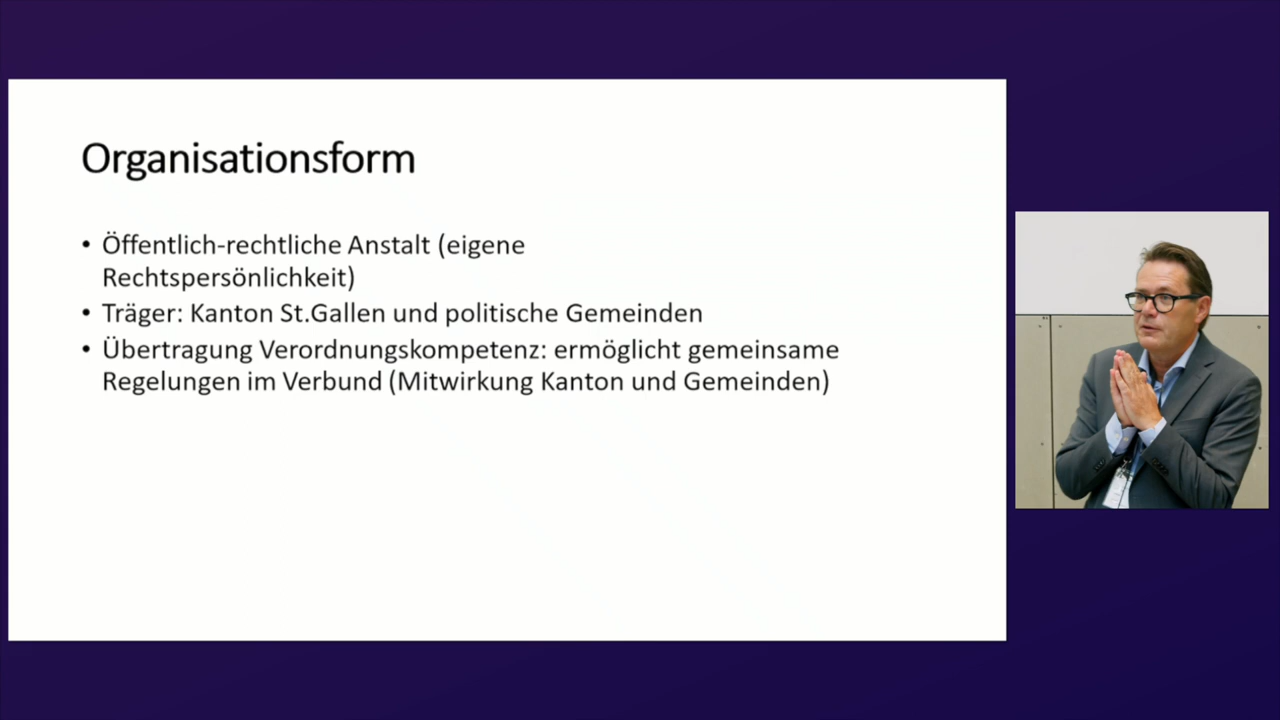 Organisationsform
• Öffentlich-rechtliche Anstalt (eigene
Rechtspersönlichkeit)
• Träger: Kanton St.Gallen und politische Gemeinden
• Übertragung Verordnungskompetenz: ermöglicht gemeinsame
Regelungen im Verbund (Mitwirkung Kanton und Gemeinden)